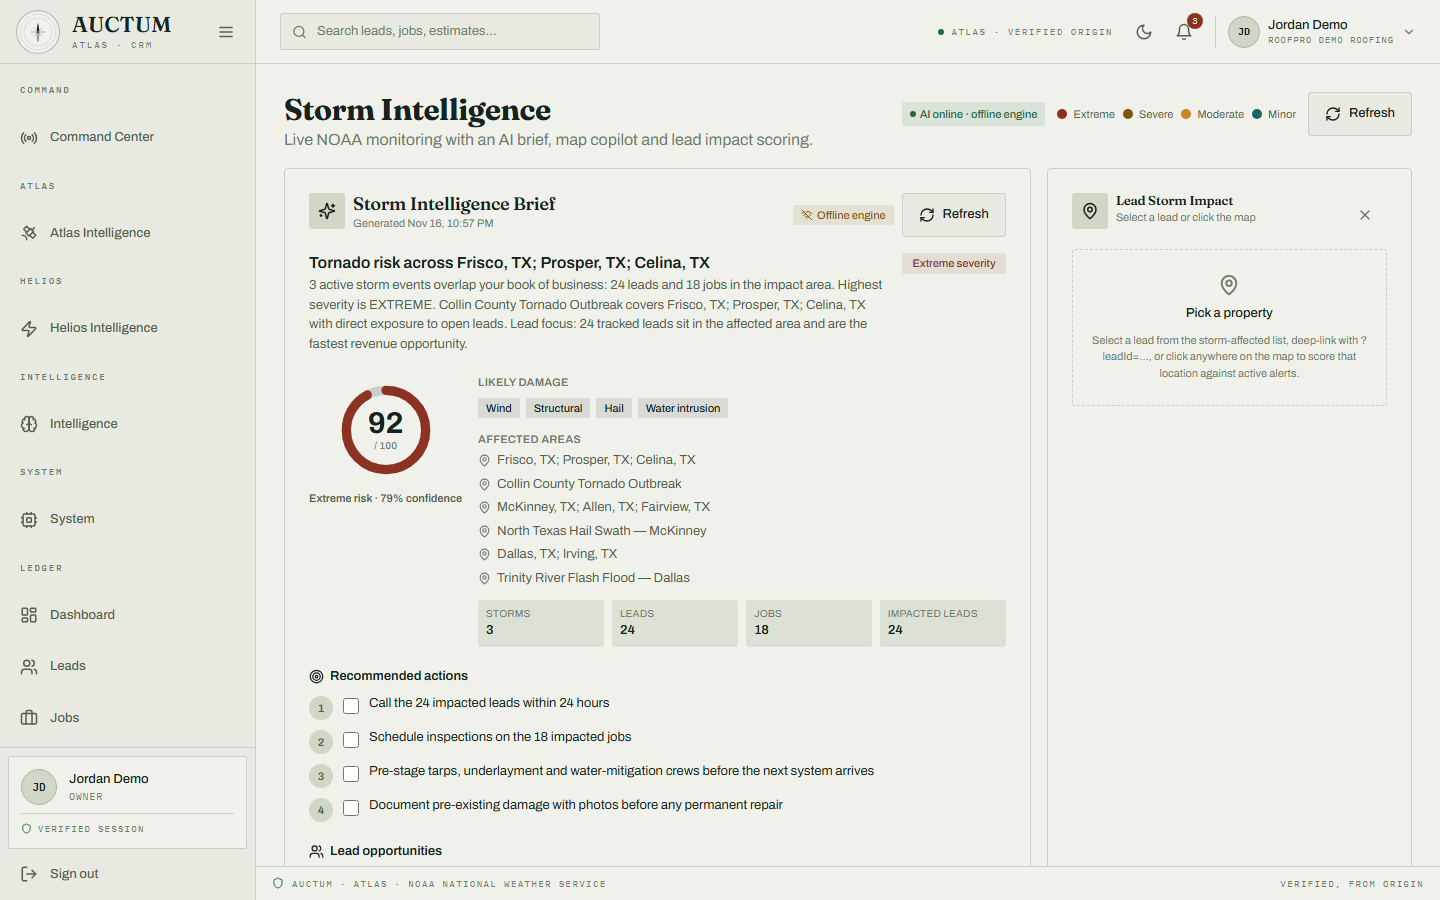 AUCTUM
ATLAS · CRM
Search leads, jobs, estimates...
ATLAS · VERIFIED ORIGIN
3
JD
Jordan Demo
ROOFPRO DEMO ROOFING
COMMAND
Command Center
ATLAS
Atlas Intelligence
HELIOS
Helios Intelligence
INTELLIGENCE
Intelligence
SYSTEM
System
LEDGER
Dashboard
Leads
Jobs
JD
Jordan Demo
OWNER
VERIFIED SESSION
Sign out
Storm Intelligence
Live NOAA monitoring with an AI brief, map copilot and lead impact scoring.
AI online · offline engine
Extreme
Severe
Moderate
Minor
Refresh
Storm Intelligence Brief
Generated Nov 16, 10:57 PM
Offline engine
Refresh
Tornado risk across Frisco, TX; Prosper, TX; Celina, TX
Extreme severity
3 active storm events overlap your book of business: 24 leads and 18 jobs in the impact area. Highest
severity is EXTREME. Collin County Tornado Outbreak covers Frisco, TX; Prosper, TX; Celina, TX
with direct exposure to open leads. Lead focus: 24 tracked leads sit in the affected area and are the
fastest revenue opportunity.
92
/ 100
Extreme risk · 79% confidence
LIKELY DAMAGE
Wind
Structural
Hail
Water intrusion
AFFECTED AREAS
Frisco, TX; Prosper, TX; Celina, TX
Collin County Tornado Outbreak
McKinney, TX; Allen, TX; Fairview, TX
North Texas Hail Swath — McKinney
Dallas, TX; Irving, TX
Trinity River Flash Flood — Dallas
STORMS
3
LEADS
24
JOBS
18
IMPACTED LEADS
24
Recommended actions
1 Call the 24 impacted leads within 24 hours
2 Schedule inspections on the 18 impacted jobs
3 Pre-stage tarps, underlayment and water-mitigation crews before the next system arrives
4 Document pre-existing damage with photos before any permanent repair
Lead opportunities
Lead Storm Impact
Select a lead or click the map
Pick a property
Select a lead from the storm-affected list, deep-link with ?
leadId=..., or click anywhere on the map to score that
location against active alerts.
AUCTUM · ATLAS · NOAA NATIONAL WEATHER SERVICE
VERIFIED, FROM ORIGIN